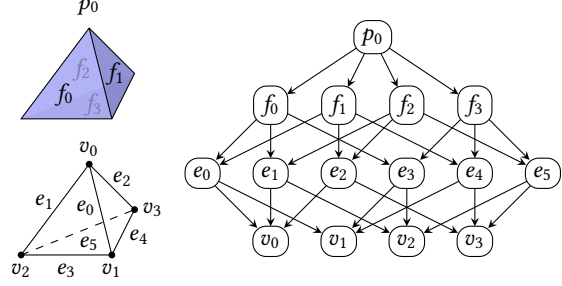 p0
f2
f1
f0
f3
v0
e2
e1
e0
v3
e5
e4
v2
e3
v1
p0
f0 f1 f2 f3
e0 e1 e2 e3 e4 e5
v0 v1 v2 v3